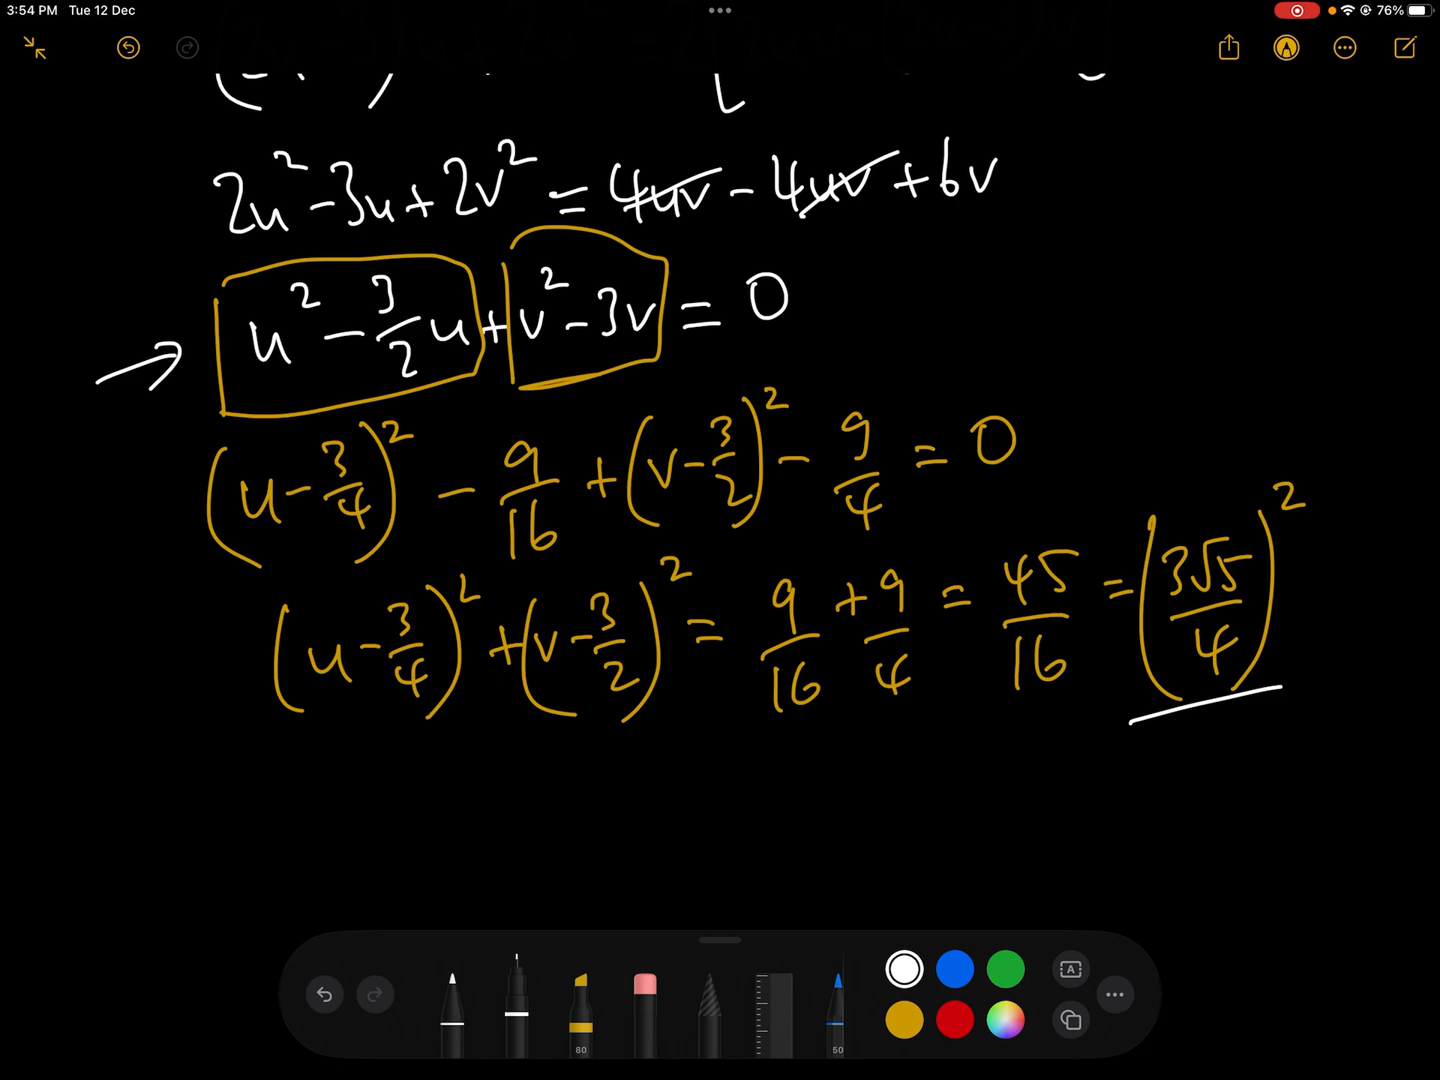 3:54 PM Tue 12 Dec
76%
2u² - 3u + 2v² = 4uv - 4uv + 6v
u² - 3/2 u + v² - 3v = 0
(u - 3/4)² - 9/16 + (v - 3/2)² - 9/4 = 0
(u - 3/4)² + (v - 3/2)² = 9/16 + 9/4 = 45/16 = (3√5/4)²
80
50
A